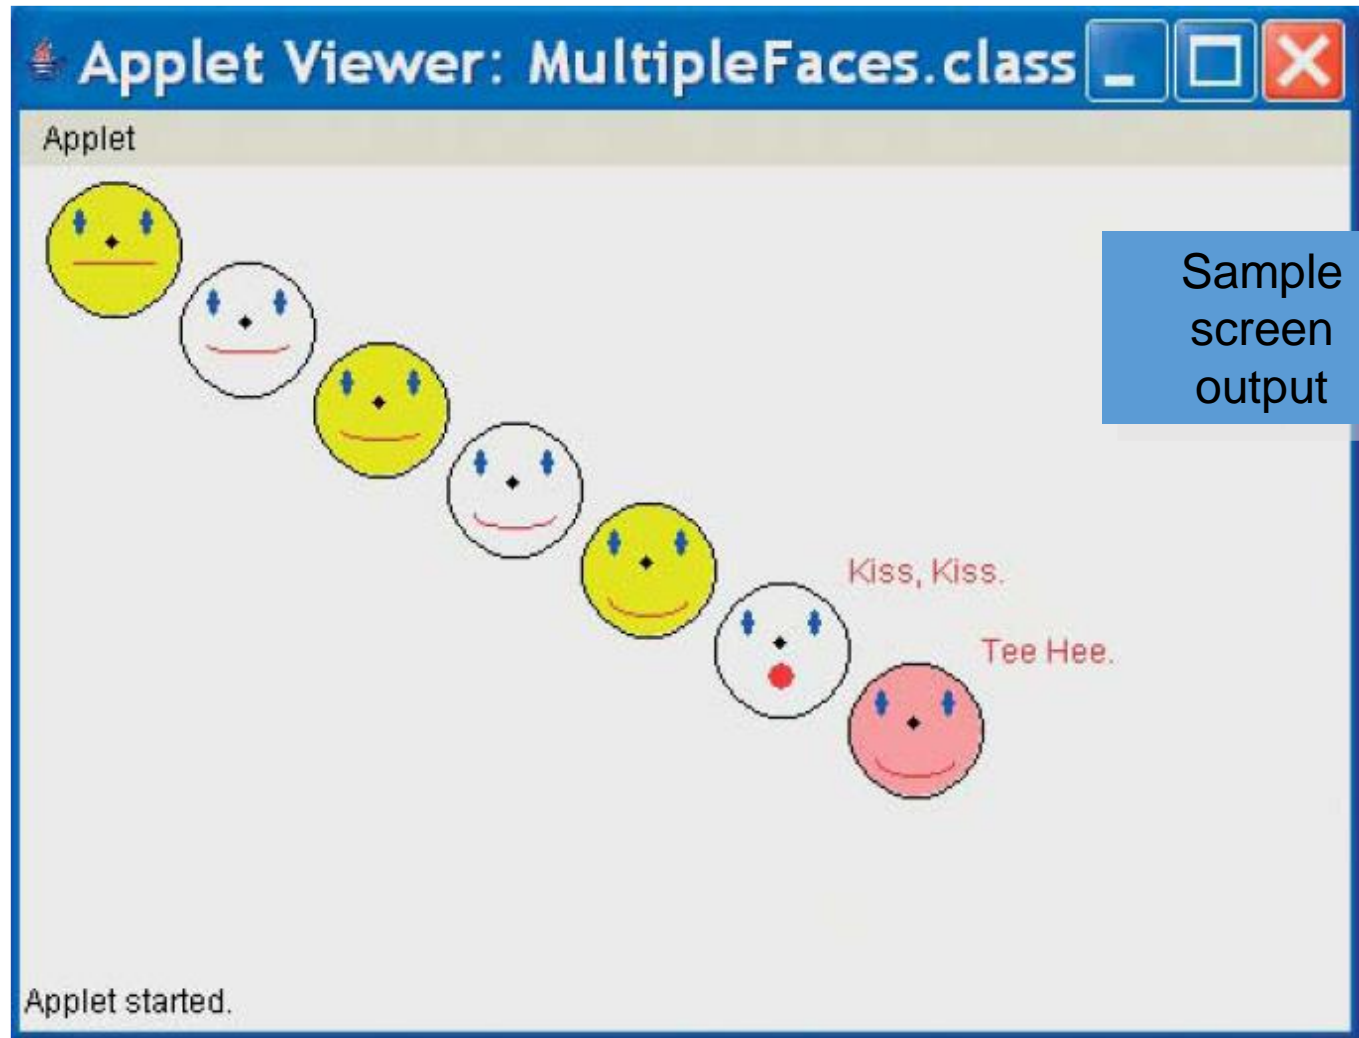 Applet Viewer: MultipleFaces.class
Applet
Sample
screen
output
Kiss, Kiss.
Tee Hee.
Applet started.